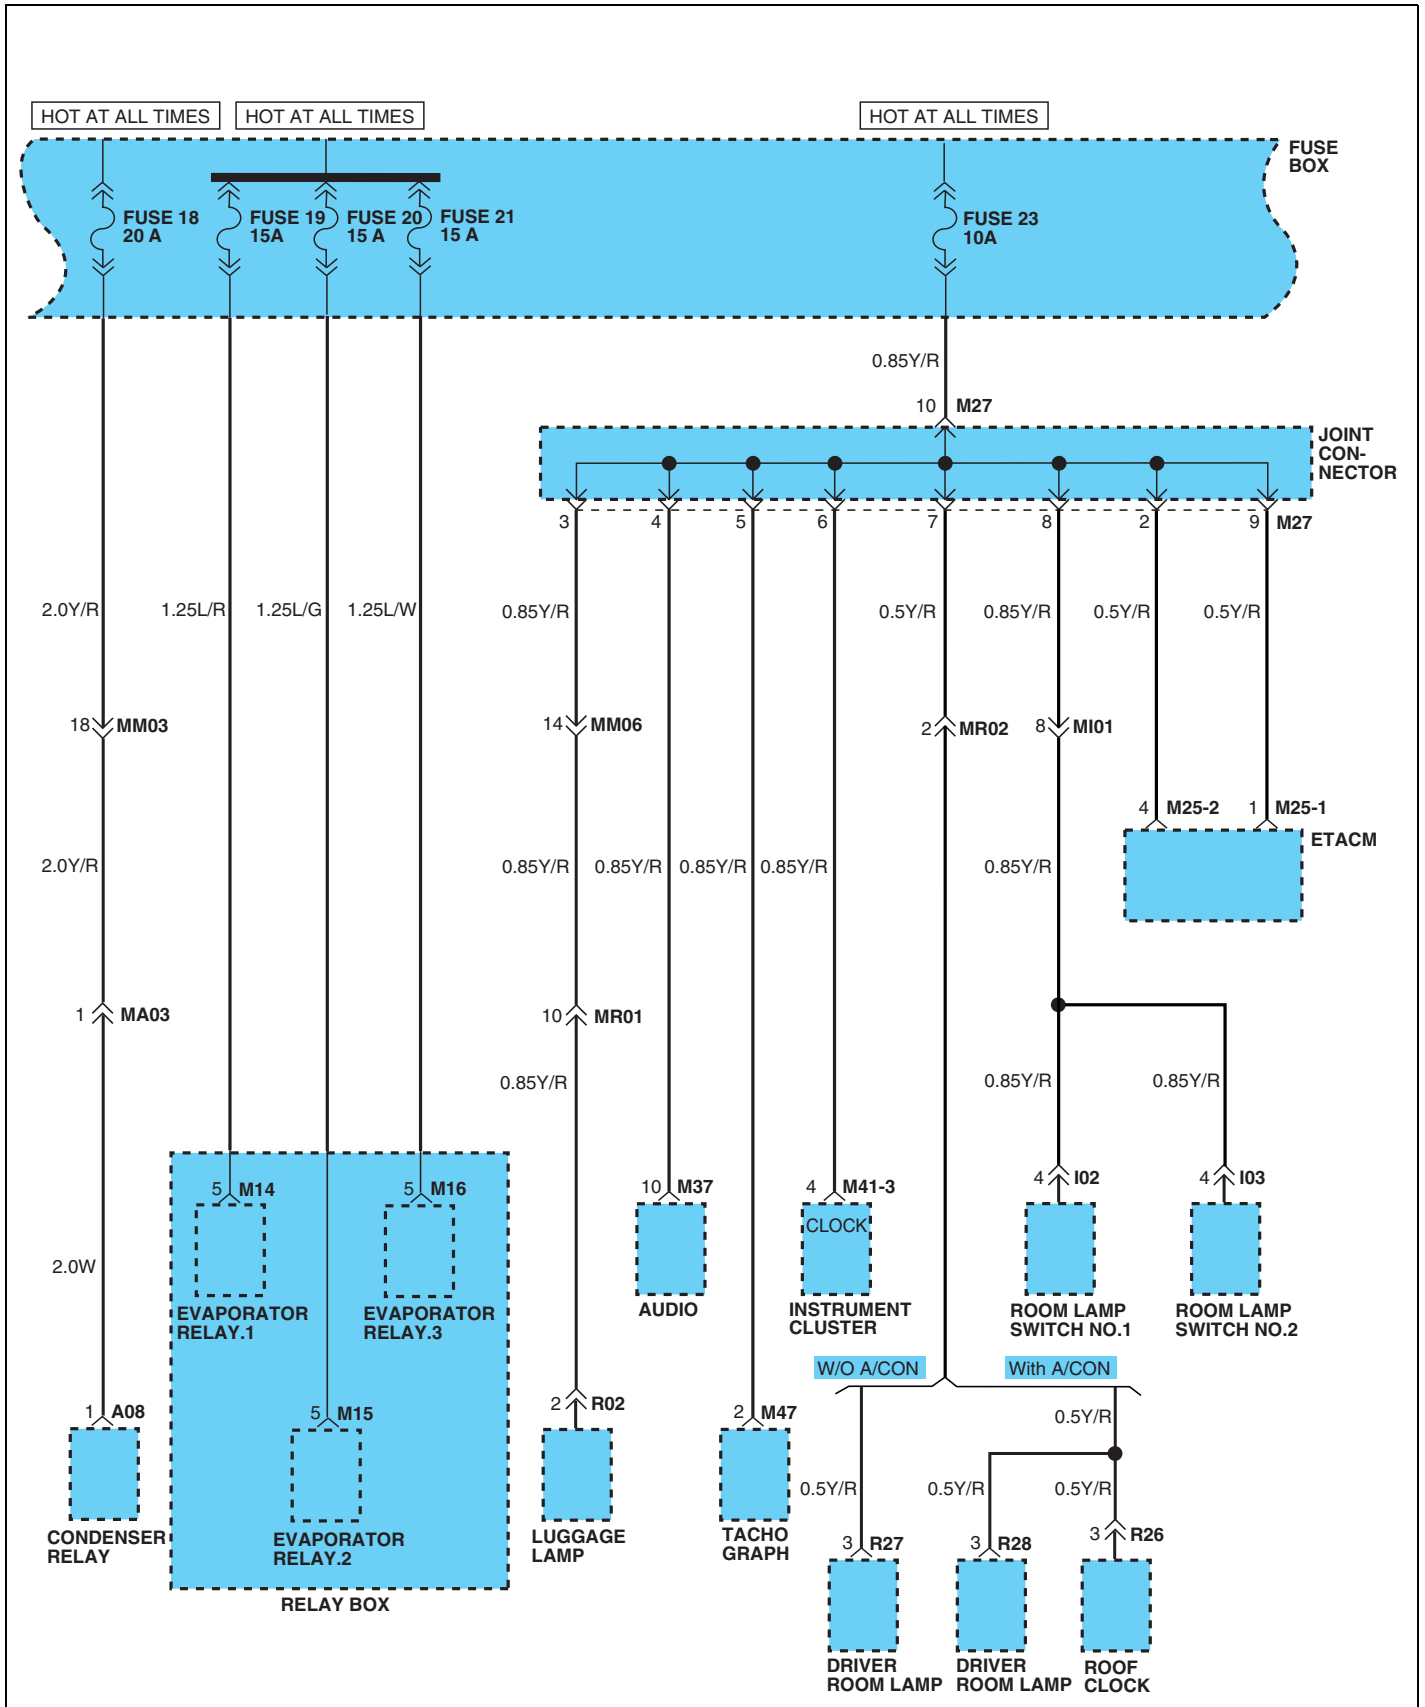 HOT AT ALL TIMES
HOT AT ALL TIMES
HOT AT ALL TIMES
FUSE
BOX
FUSE 18
20 A
FUSE 19
15A
FUSE 20
15 A
FUSE 21
15 A
FUSE 23
10A
0.85Y/R
10 M27
JOINT
CON-
NECTOR
3 4 5 6 7 8 2 9 M27
2.0Y/R 1.25L/R 1.25L/G 1.25L/W 0.85Y/R 0.5Y/R 0.85Y/R 0.5Y/R 0.5Y/R
18 MM03 14 MM06 2 MR02 8 MI01
4 M25-2 1 M25-1
ETACM
2.0Y/R 0.85Y/R 0.85Y/R 0.85Y/R 0.85Y/R 0.85Y/R
1 MA03 10 MR01
0.85Y/R 0.85Y/R 0.85Y/R
5 M14 5 M16 10 M37 4 M41-3 4 I02 4 I03
CLOCK
2.0W
EVAPORATOR
RELAY.1
EVAPORATOR
RELAY.3
AUDIO
INSTRUMENT
CLUSTER
ROOM LAMP
SWITCH NO.1
ROOM LAMP
SWITCH NO.2
W/O A/CON With A/CON
1 A08 5 M15 2 R02 2 M47
0.5Y/R
0.5Y/R 0.5Y/R 0.5Y/R
CONDENSER
RELAY
EVAPORATOR
RELAY.2
LUGGAGE
LAMP
TACHO
GRAPH
3 R27 3 R28 3 R26
RELAY BOX
DRIVER
ROOM LAMP
DRIVER
ROOM LAMP
ROOF
CLOCK